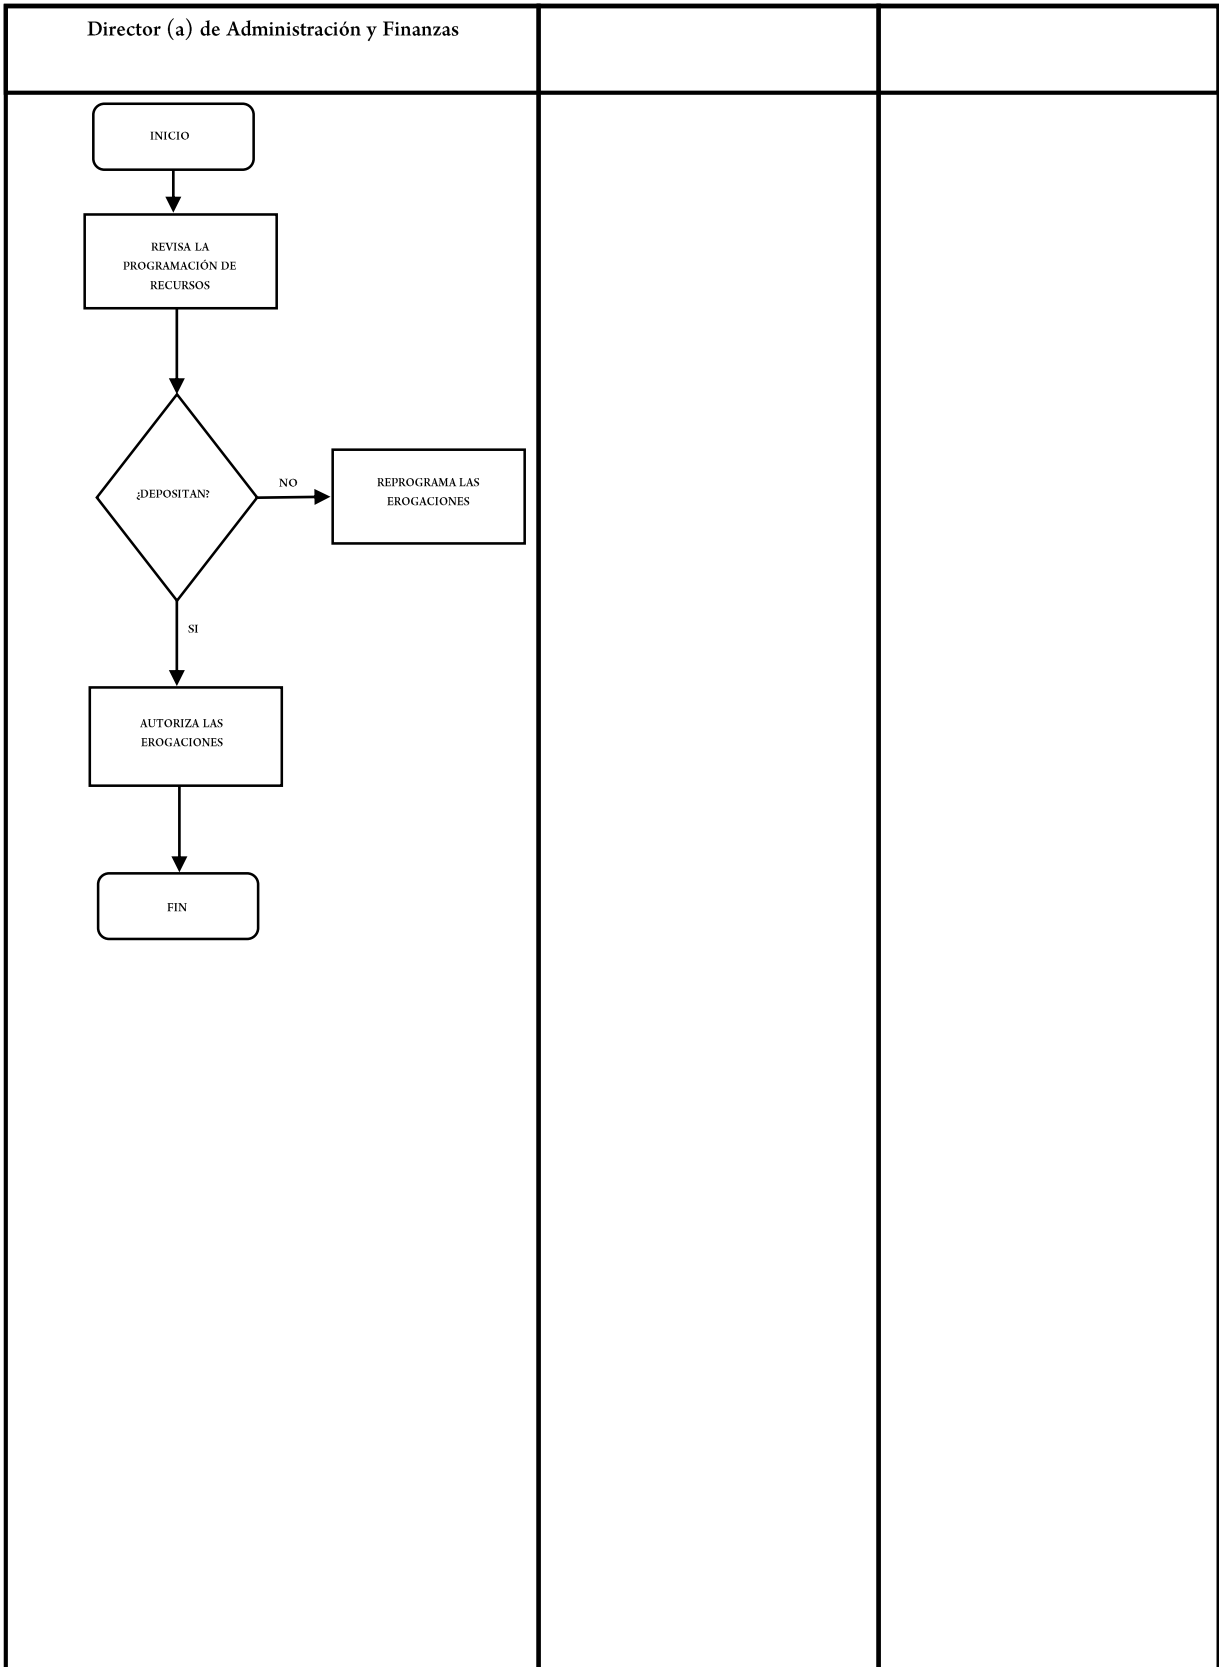 Director (a) de Administración y Finanzas
INICIO
REVISA LA
PROGRAMACIÓN DE
RECURSOS
¿DEPOSITAN?
NO
REPROGRAMA LAS
EROGACIONES
SI
AUTORIZA LAS
EROGACIONES
FIN